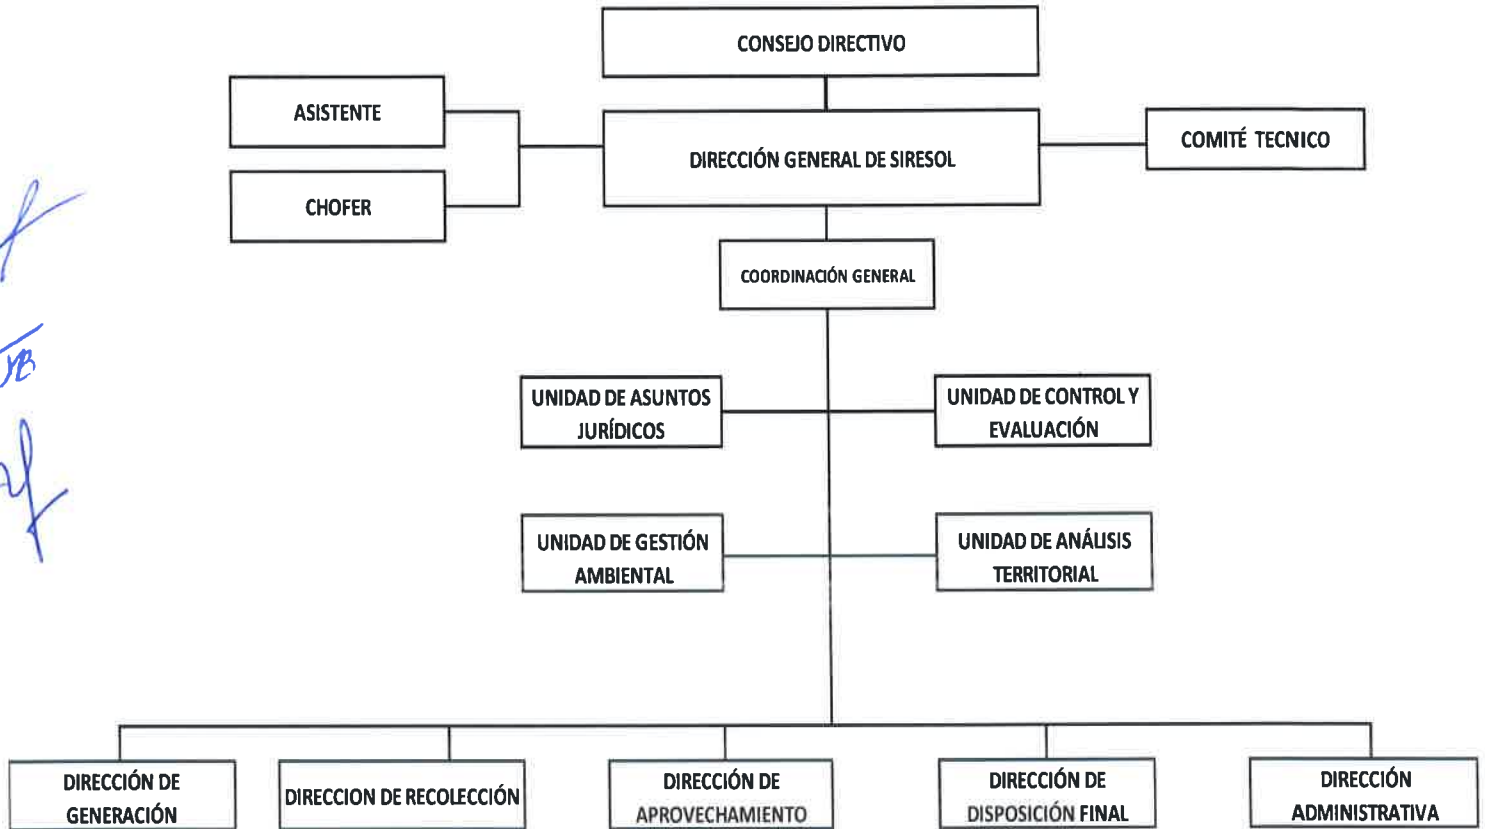 CONSEJO DIRECTIVO
ASISTENTE
DIRECCIÓN GENERAL DE SIRESOL
COMITÉ TECNICO
CHOFER
COORDINACIÓN GENERAL
UNIDAD DE ASUNTOS
JURÍDICOS
UNIDAD DE CONTROL Y
EVALUACIÓN
UNIDAD DE GESTIÓN
AMBIENTAL
UNIDAD DE ANÁLISIS
TERRITORIAL
DIRECCIÓN DE
GENERACIÓN
DIRECCION DE RECOLECCIÓN
DIRECCIÓN DE
APROVECHAMIENTO
DIRECCIÓN DE
DISPOSICIÓN FINAL
DIRECCIÓN
ADMINISTRATIVA